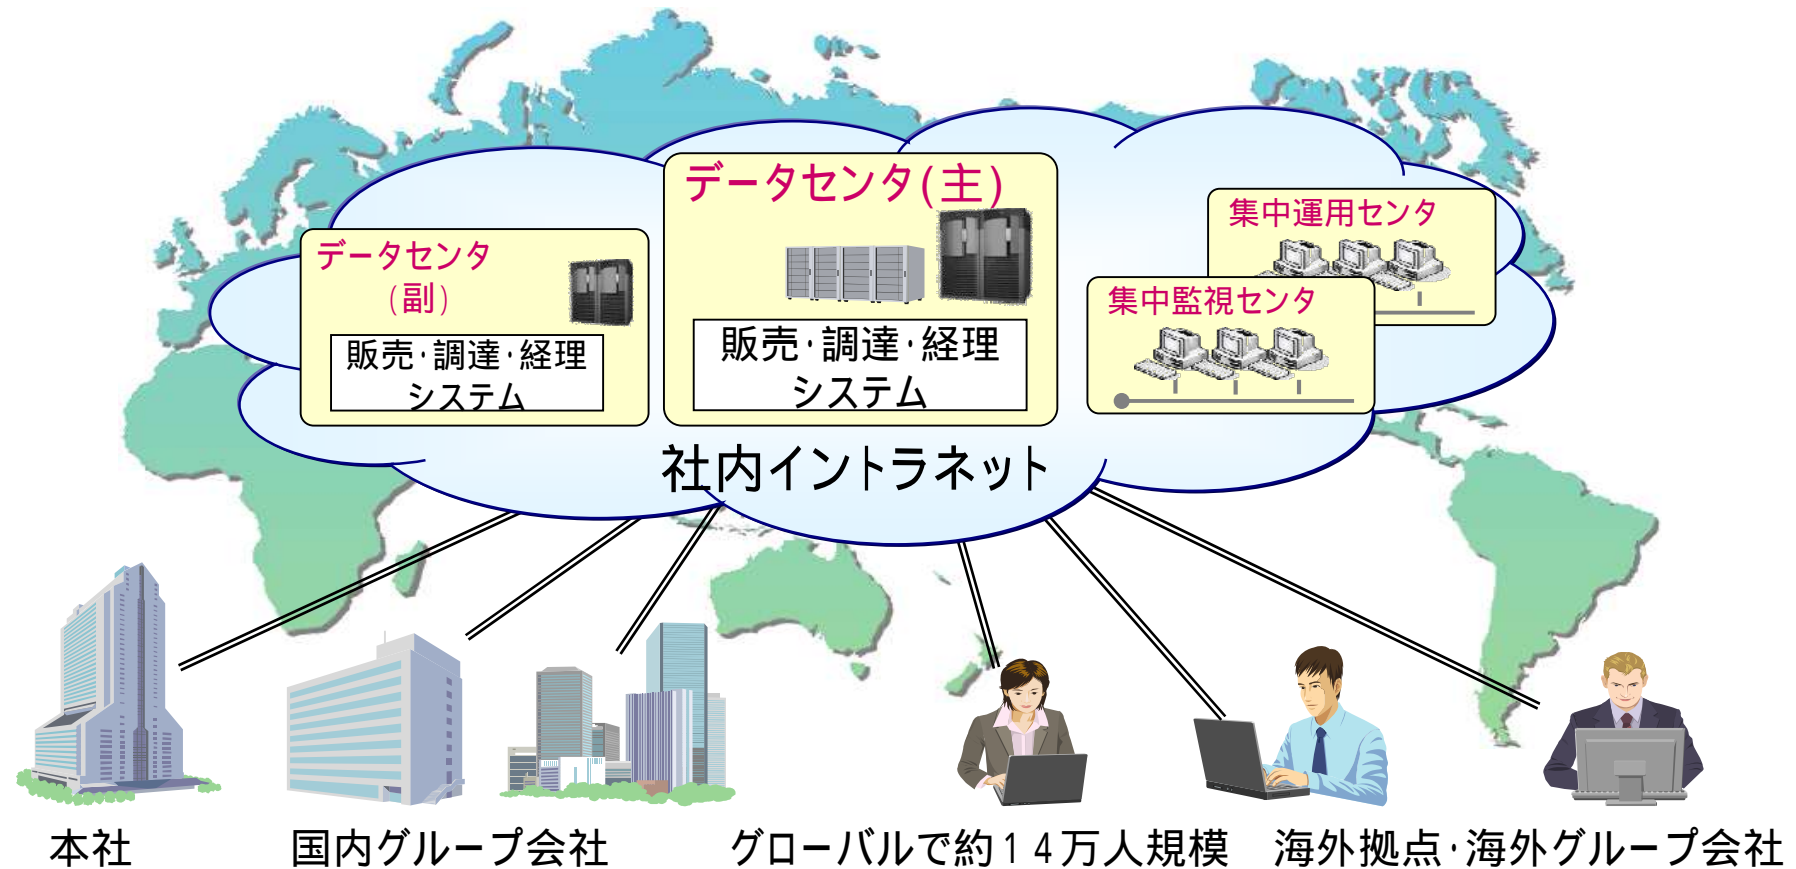 データセンタ(主)
集中運用センタ
データセンタ
(副)
集中監視センタ
販売・調達・経理
システム
販売・調達・経理
システム
社内イントラネット
本社
国内グループ会社
グローバルで約14万人規模
海外拠点・海外グループ会社